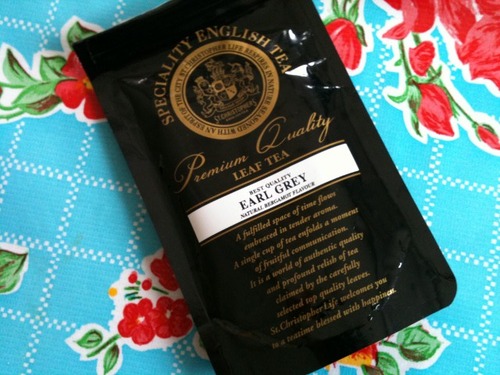 SPECIALITY ENGLISH TEA
Premium Quality
LEAF TEA
BEST QUALITY
EARL GREY
NATURAL BERGAMOT FLAVOUR
A fulfilled space of time flows
embraced in tender aroma.
A single cup of tea enfolds a moment
of fruitful communication.
It is a world of authentic quality
and profound relish of tea
claimed by the carefully
selected top quality leaves.
St.Christopher Life welcomes you
to a teatime blessed with happiness.